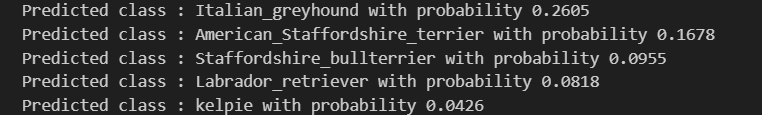 Predicted class : Italian_greyhound with probability 0.2605
Predicted class : American_Staffordshire_terrier with probability 0.1678
Predicted class : Staffordshire_bullterrier with probability 0.0955
Predicted class : Labrador_retriever with probability 0.0818
Predicted class : kelpie with probability 0.0426